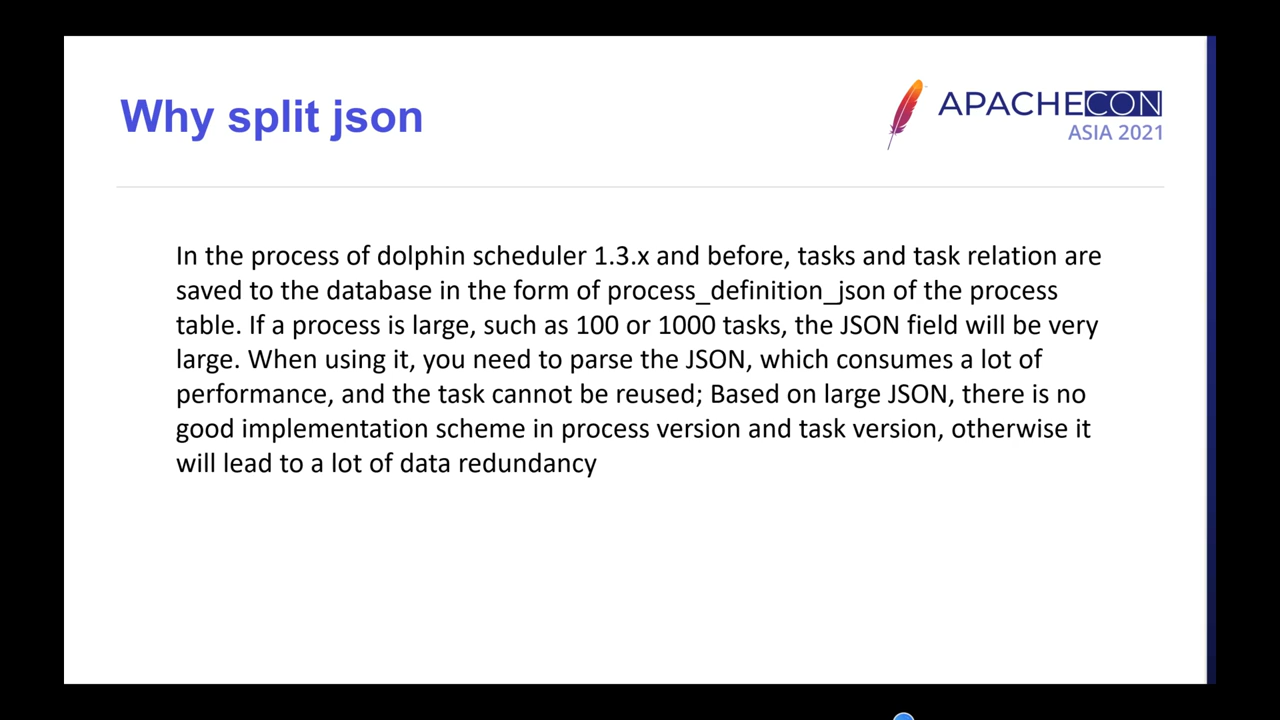 Why split json
APACHECON
ASIA 2021
In the process of dolphin scheduler 1.3.x and before, tasks and task relation are
saved to the database in the form of process_definition_json of the process
table. If a process is large, such as 100 or 1000 tasks, the JSON field will be very
large. When using it, you need to parse the JSON, which consumes a lot of
performance, and the task cannot be reused; Based on large JSON, there is no
good implementation scheme in process version and task version, otherwise it
will lead to a lot of data redundancy